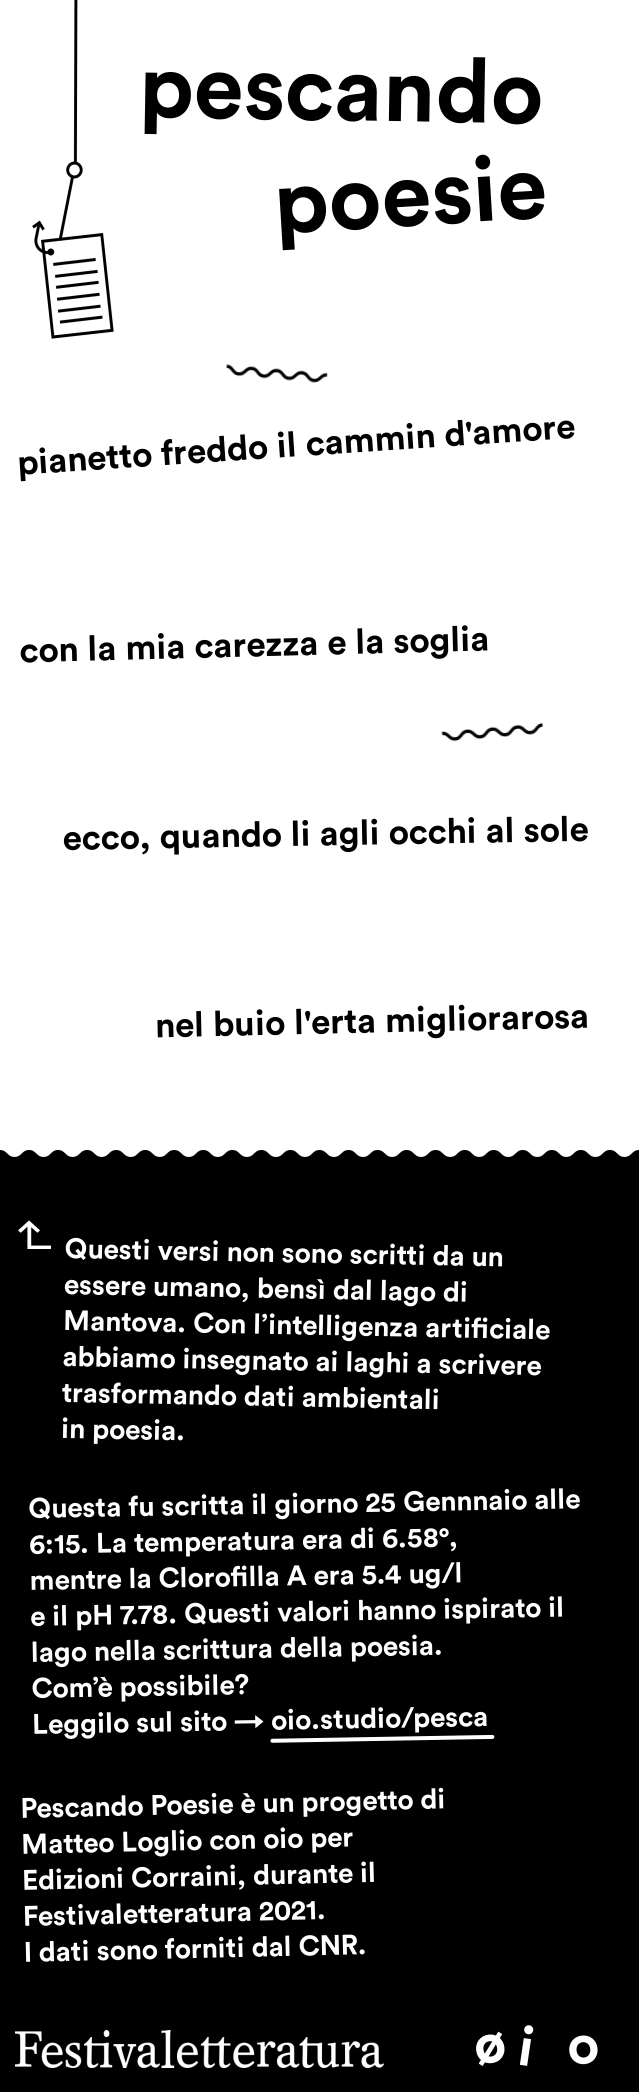 pescando
poesie
pianetto freddo il cammin d'amore
con la mia carezza e la soglia
ecco, quando li agli occhi al sole
nel buio l'erta migliorarosa
Questi versi non sono scritti da un
essere umano, bensì dal lago di
Mantova. Con l’intelligenza artificiale
abbiamo insegnato ai laghi a scrivere
trasformando dati ambientali
in poesia.
Questa fu scritta il giorno 25 Gennnaio alle
6:15. La temperatura era di 6.58°,
mentre la Clorofilla A era 5.4 ug/l
e il pH 7.78. Questi valori hanno ispirato il
lago nella scrittura della poesia.
Com’è possibile?
Leggilo sul sito → oio.studio/pesca
Pescando Poesie è un progetto di
Matteo Loglio con oio per
Edizioni Corraini, durante il
Festivaletteratura 2021.
I dati sono forniti dal CNR.
Festivaletteratura øi o